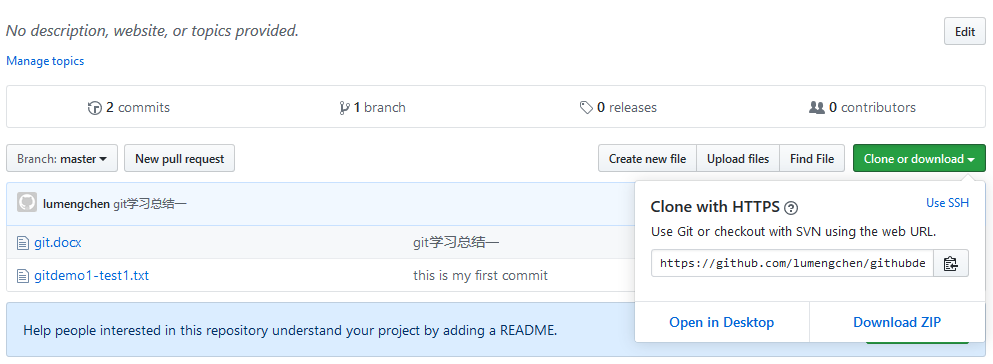 No description, website, or topics provided.
Edit
Manage topics
2 commits
1 branch
0 releases
0 contributors
Branch: master
New pull request
Create new file
Upload files
Find File
Clone or download
lumengchen git学习总结一
git.docx
git学习总结一
gitdemo1-test1.txt
this is my first commit
Clone with HTTPS
Use SSH
Use Git or checkout with SVN using the web URL.
https://github.com/lumengchen/githubde
Open in Desktop
Download ZIP
Help people interested in this repository understand your project by adding a README.